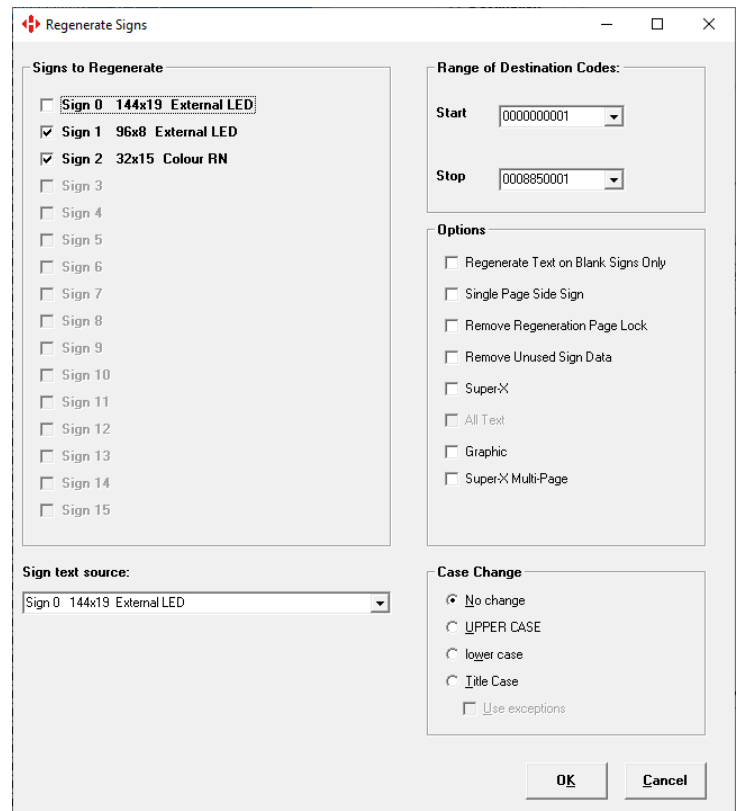 Regenerate Signs
Signs to Regenerate
Sign 0 144x19 External LED
Sign 1 96x8 External LED
Sign 2 32x15 Colour RN
Sign 3
Sign 4
Sign 5
Sign 6
Sign 7
Sign 8
Sign 9
Sign 10
Sign 11
Sign 12
Sign 13
Sign 14
Sign 15
Sign text source:
Sign 0 144x19 External LED
Range of Destination Codes:
Start 0000000001
Stop 0008850001
Options
Regenerate Text on Blank Signs Only
Single Page Side Sign
Remove Regeneration Page Lock
Remove Unused Sign Data
Super-X
All Text
Graphic
Super-X Multi-Page
Case Change
No change
UPPER CASE
lower case
Title Case
Use exceptions
OK Cancel